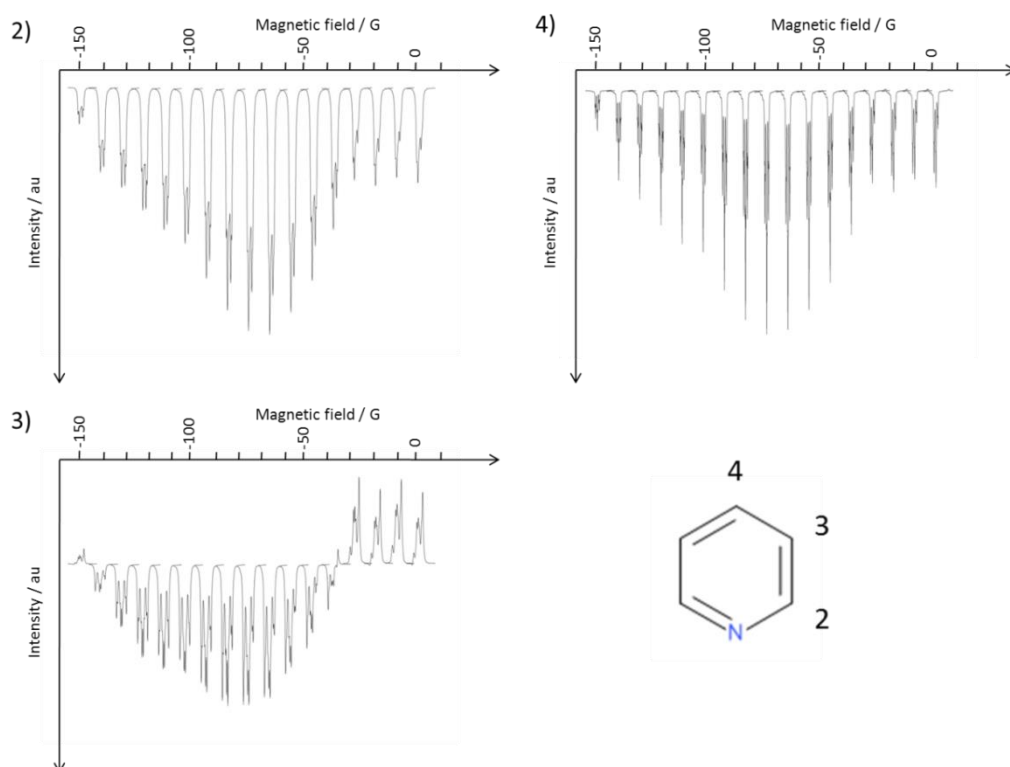 2)
Magnetic field / G
-150
-100
-50
0
Intensity / au
4)
Magnetic field / G
-150
-100
-50
0
Intensity / au
3)
Magnetic field / G
-150
-100
-50
0
Intensity / au
4
3
2
N